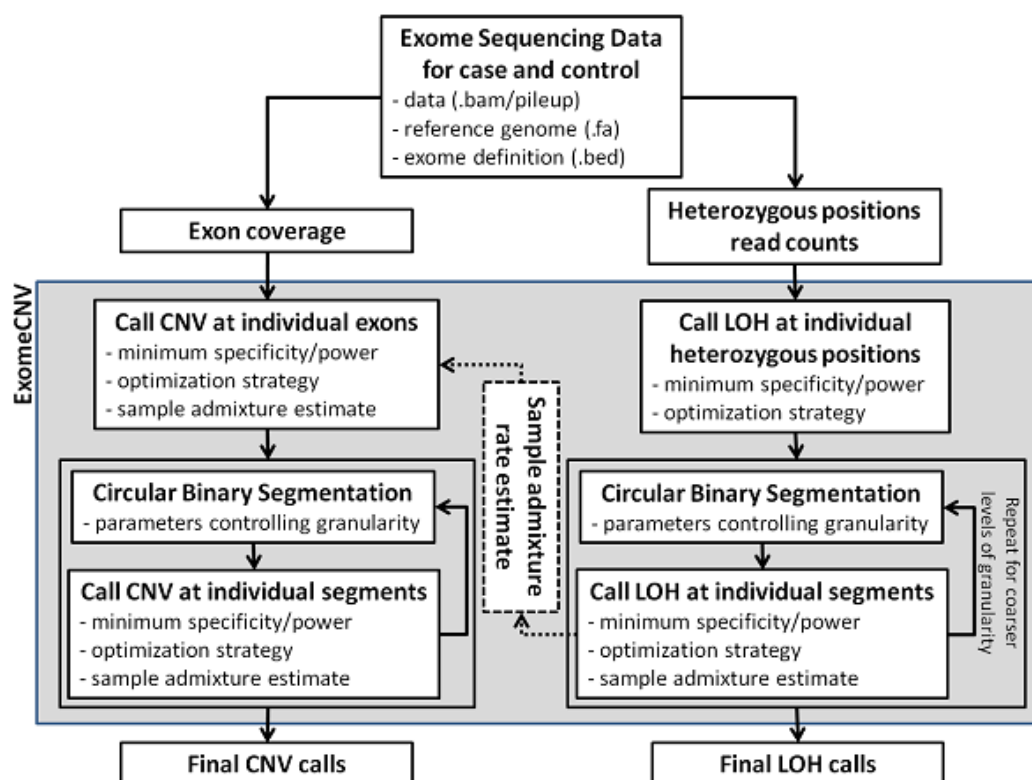 Exome Sequencing Data
for case and control
- data (.bam/pileup)
- reference genome (.fa)
- exome definition (.bed)
Exon coverage
Heterozygous positions
read counts
ExomeCNV
Call CNV at individual exons
- minimum specificity/power
- optimization strategy
- sample admixture estimate
Sample admixture
rate estimate
Call LOH at individual
heterozygous positions
- minimum specificity/power
- optimization strategy
Circular Binary Segmentation
- parameters controlling granularity
Call CNV at individual segments
- minimum specificity/power
- optimization strategy
- sample admixture estimate
Circular Binary Segmentation
- parameters controlling granularity
Call LOH at individual segments
- minimum specificity/power
- optimization strategy
- sample admixture estimate
Repeat for coarser
levels of granularity
Final CNV calls
Final LOH calls